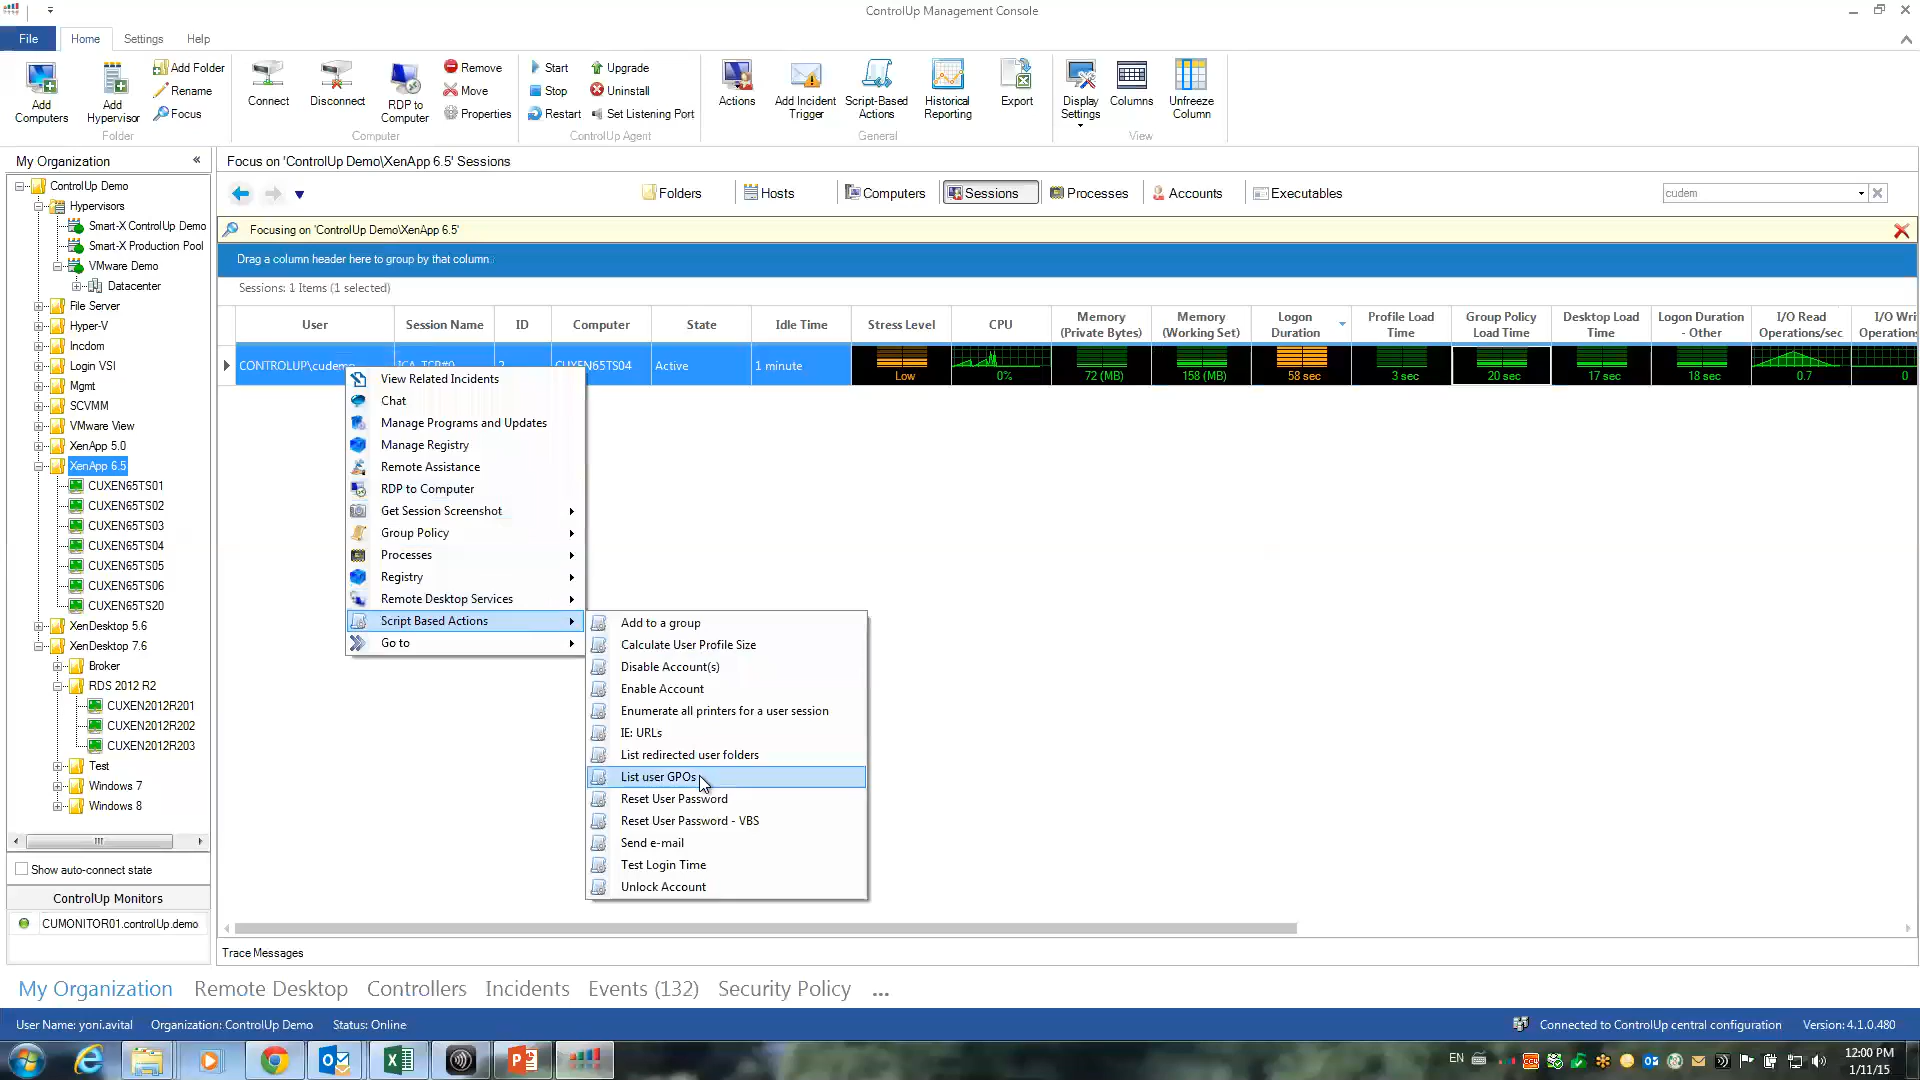 ControlUp Management Console
File
Home
Settings
Help
Add Computers
Add Hypervisor
Add Folder
Rename
Focus
Folder
Connect
Disconnect
RDP to Computer
Remove
Move
Properties
Computer
Start
Stop
Restart
Upgrade
Uninstall
Set Listening Port
ControlUp Agent
Actions
Add Incident Trigger
Script-Based Actions
Historical Reporting
Export
General
Display Settings
Columns
Unfreeze Column
View
My Organization
Focus on 'ControlUp Demo\XenApp 6.5' Sessions
Folders
Hosts
Computers
Sessions
Processes
Accounts
Executables
cudem
Focusing on 'ControlUp Demo\XenApp 6.5'
Drag a column header here to group by that column.
Sessions: 1 Items (1 selected)
User
Session Name
ID
Computer
State
Idle Time
Stress Level
CPU
Memory (Private Bytes)
Memory (Working Set)
Logon Duration
Profile Load Time
Group Policy Load Time
Desktop Load Time
Logon Duration - Other
I/O Read Operations/sec
CONTROLUP\cudem
ICA-TCP#0
2
CUXEN65TS04
Active
1 minute
Low
0%
72 (MB)
158 (MB)
58 sec
3 sec
20 sec
17 sec
18 sec
0.7
0
ControlUp Demo
Hypervisors
Smart-X ControlUp Demo
Smart-X Production Pool
VMware Demo
Datacenter
File Server
Hyper-V
Incdom
Login VSI
Mgmt
SCVMM
VMware View
XenApp 5.0
XenApp 6.5
CUXEN65TS01
CUXEN65TS02
CUXEN65TS03
CUXEN65TS04
CUXEN65TS05
CUXEN65TS06
CUXEN65TS20
XenDesktop 5.6
XenDesktop 7.6
Broker
RDS 2012 R2
CUXEN2012R201
CUXEN2012R202
CUXEN2012R203
Test
Windows 7
Windows 8
View Related Incidents
Chat
Manage Programs and Updates
Manage Registry
Remote Assistance
RDP to Computer
Get Session Screenshot
Group Policy
Processes
Registry
Remote Desktop Services
Script Based Actions
Go to
Add to a group
Calculate User Profile Size
Disable Account(s)
Enable Account
Enumerate all printers for a user session
IE: URLs
List redirected user folders
List user GPOs
Reset User Password
Reset User Password - VBS
Send e-mail
Test Login Time
Unlock Account
Show auto-connect state
ControlUp Monitors
CUMONITOR01.controlUp.demo
Trace Messages
My Organization
Remote Desktop
Controllers
Incidents
Events (132)
Security Policy
...
User Name: yoni.avital
Organization: ControlUp Demo
Status: Online
Connected to ControlUp central configuration
Version: 4.1.0.480
EN
12:00 PM
1/11/15